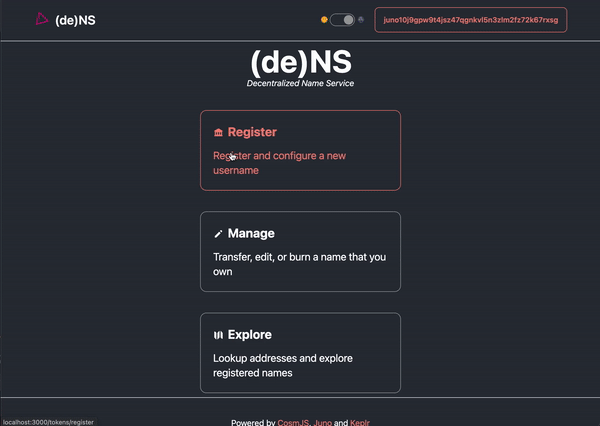 (de)NS
juno10j9gpw9t4jsz47qgnkvl5n3zlm2fz72k67rxsg
(de)NS
Decentralized Name Service
Register
Register and configure a new
username
Manage
Transfer, edit, or burn a name that you
own
Explore
Lookup addresses and explore
registered names
localhost:3000/tokens/register
Powered by CosmJS, Juno and Keplr